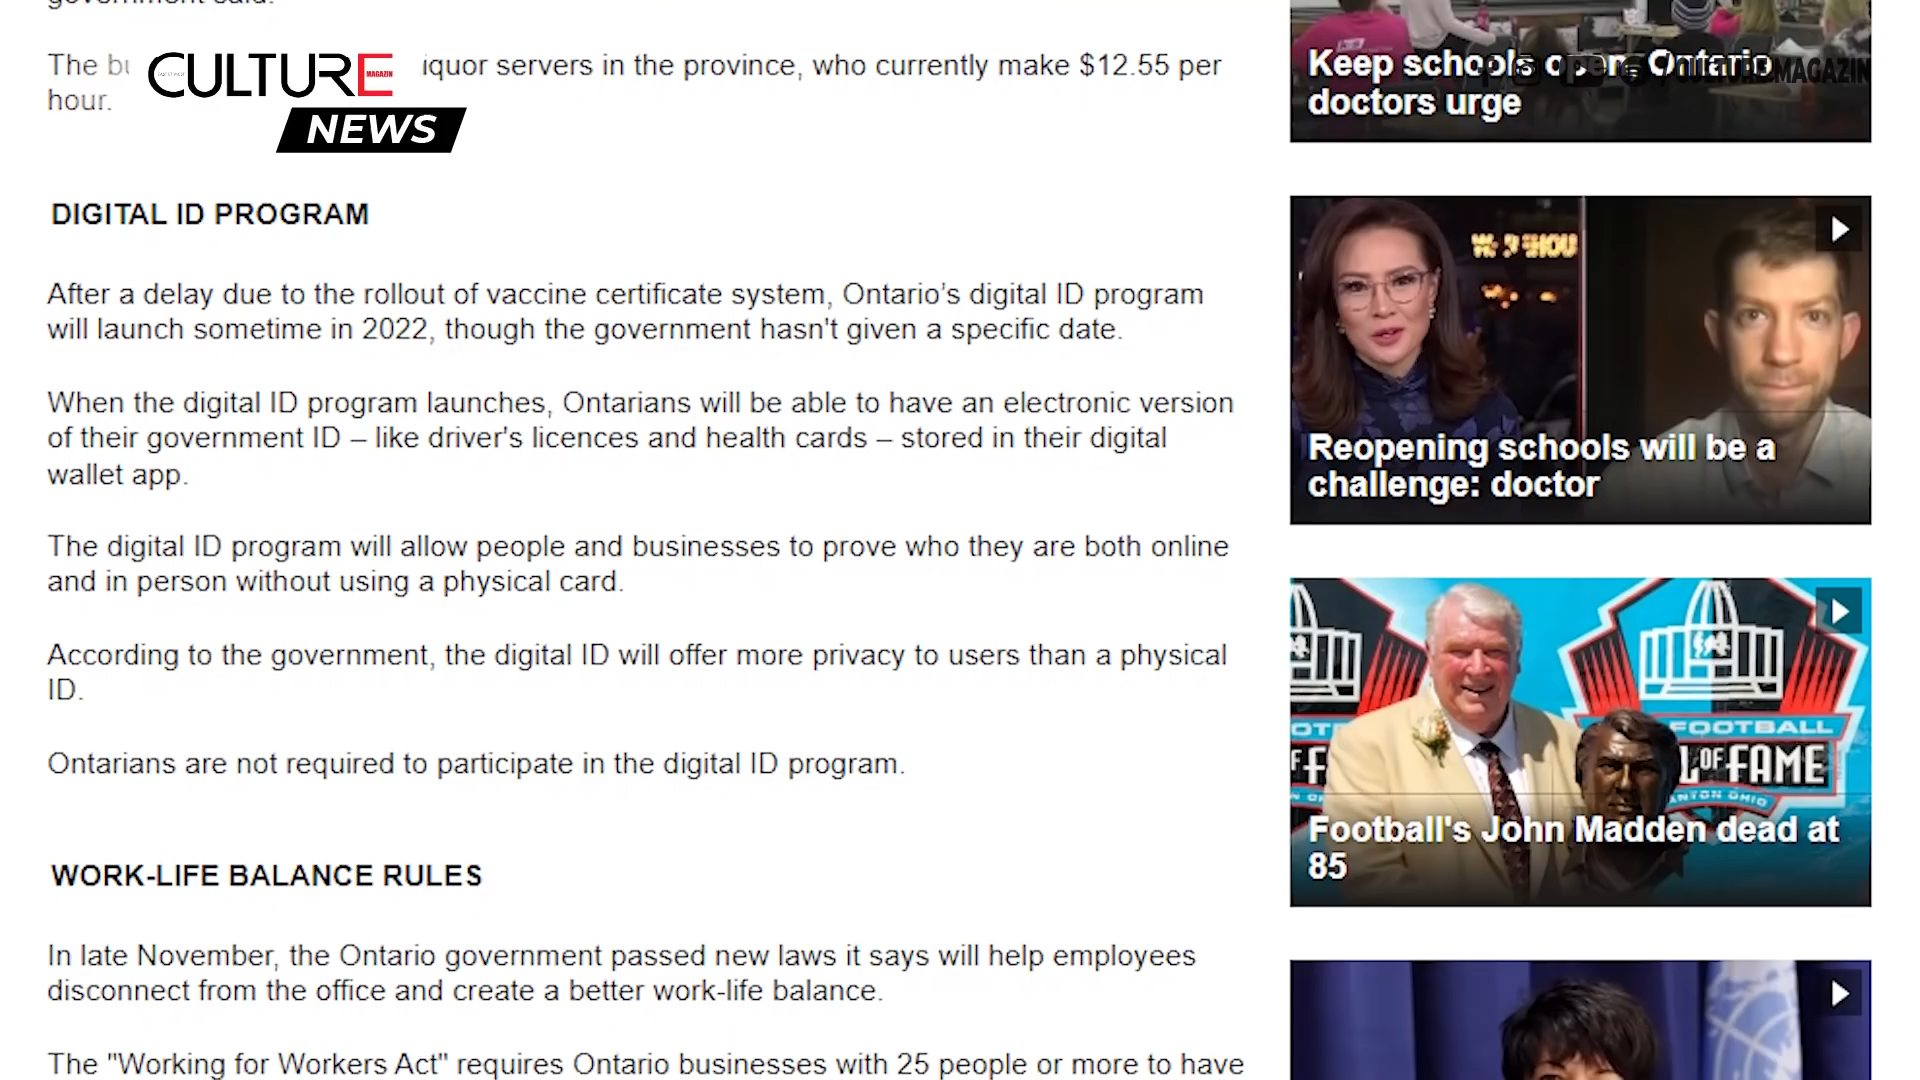 government said.
The bu
iquor servers in the province, who currently make $12.55 per
hour.
CULTURE
MAGAZIN
NEWS
DIGITAL ID PROGRAM
After a delay due to the rollout of vaccine certificate system, Ontario's digital ID program
will launch sometime in 2022, though the government hasn't given a specific date.
When the digital ID program launches, Ontarians will be able to have an electronic version
of their government ID – like driver's licences and health cards – stored in their digital
wallet app.
The digital ID program will allow people and businesses to prove who they are both online
and in person without using a physical card.
According to the government, the digital ID will offer more privacy to users than a physical
ID.
Ontarians are not required to participate in the digital ID program.
WORK-LIFE BALANCE RULES
In late November, the Ontario government passed new laws it says will help employees
disconnect from the office and create a better work-life balance.
The "Working for Workers Act" requires Ontario businesses with 25 people or more to have
Keep schools open, Ontario
doctors urge
CULTUREMAGAZIN
Reopening schools will be a
challenge: doctor
FOOTBALL
OF FAME
CANTON OHIO
Football's John Madden dead at
85